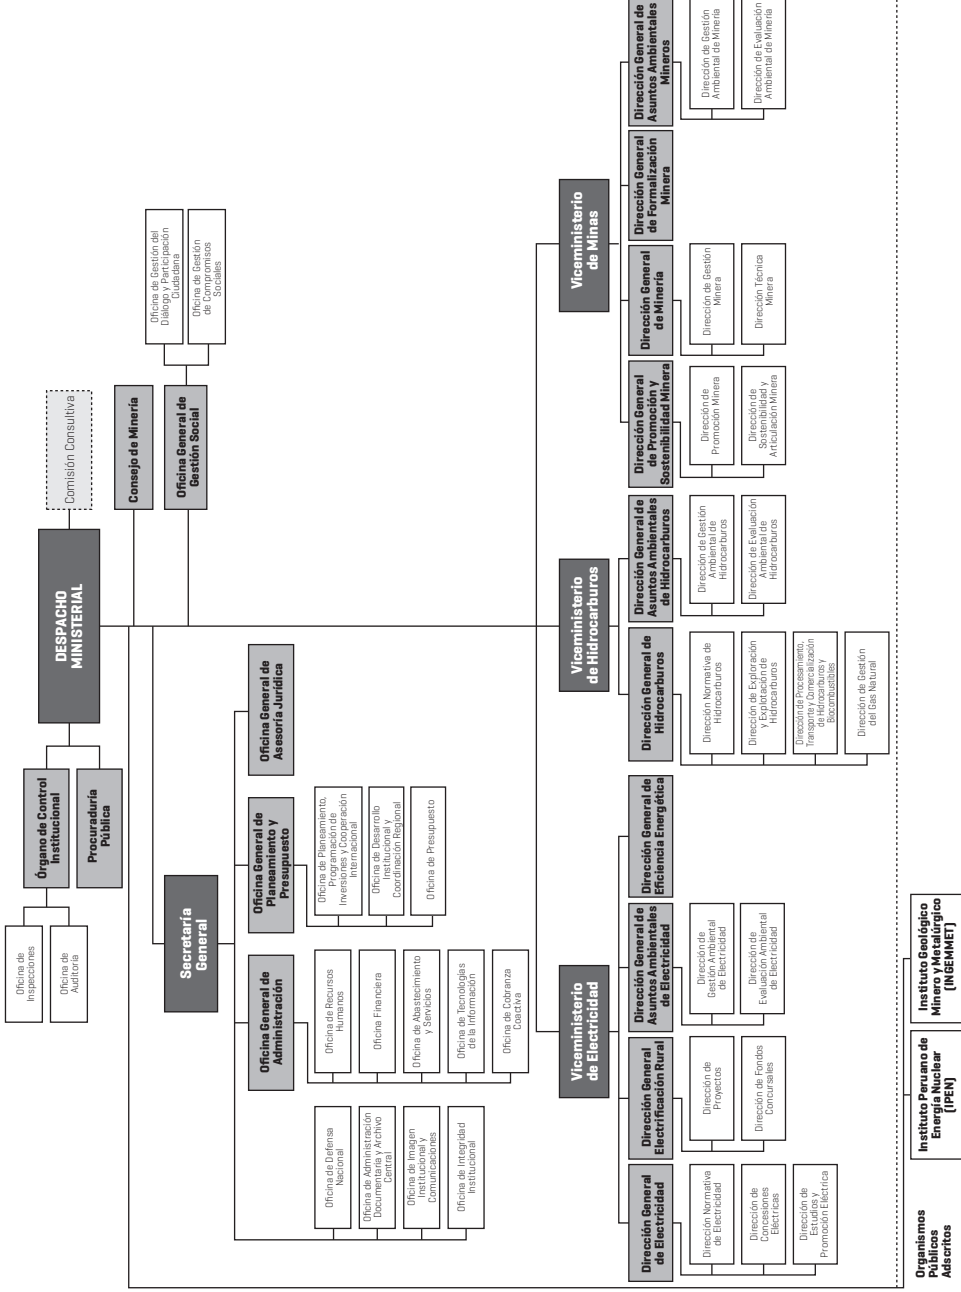 Oficina de
Inspecciones
Oficina de
Auditoría
Órgano de Control
Institucional
Procuraduría
Pública
DESPACHO
MINISTERIAL
Comisión Consultiva
Consejo de Minería
Oficina General de
Gestión Social
Oficina de Gestión del
Diálogo y Participación
Ciudadana
Oficina de Gestión
de Compromisos
Sociales
Secretaría
General
Oficina General de
Administración
Oficina General de
Planeamiento y
Presupuesto
Oficina General de
Asesoría Jurídica
Oficina de Defensa
Nacional
Oficina de Administración
Documentaria y Archivo
Central
Oficina de Imagen
Institucional y
Comunicaciones
Oficina de Integridad
Institucional
Oficina de Recursos
Humanos
Oficina Financiera
Oficina de Abastecimiento
y Servicios
Oficina de Tecnologías
de la Información
Oficina de Cobranza
Coactiva
Oficina de Planeamiento,
Programación de
Inversiones y Cooperación
Internacional
Oficina de Desarrollo
Institucional y
Coordinación Regional
Oficina de Presupuesto
Viceministerio
de Electricidad
Dirección General
de Electricidad
Dirección Normativa
de Electricidad
Dirección de
Concesiones
Eléctricas
Dirección de
Estudios y
Promoción Eléctrica
Dirección General
Electrificación Rural
Dirección de
Proyectos
Dirección de Fondos
Concursales
Dirección General de
Asuntos Ambientales
de Electricidad
Dirección de
Gestión Ambiental
de Electricidad
Dirección de
Evaluación Ambiental
de Electricidad
Dirección General de
Eficiencia Energética
Viceministerio
de Hidrocarburos
Dirección General de
Hidrocarburos
Dirección Normativa de
Hidrocarburos
Dirección de Exploración
y Explotación de
Hidrocarburos
Dirección de Procesamiento,
Transporte y Comercialización
de Hidrocarburos y
Biocombustibles
Dirección de Gestión
del Gas Natural
Dirección General de
Asuntos Ambientales
de Hidrocarburos
Dirección de Gestión
Ambiental de
Hidrocarburos
Dirección de Evaluación
Ambiental de
Hidrocarburos
Viceministerio
de Minas
Dirección General
de Promoción y
Sostenibilidad Minera
Dirección de
Promoción Minera
Dirección de
Sostenibilidad y
Articulación Minera
Dirección General
de Minería
Dirección de Gestión
Minera
Dirección Técnica
Minera
Dirección General
de Formalización
Minera
Dirección General de
Asuntos Ambientales
Mineros
Dirección de Gestión
Ambiental de Minería
Dirección de Evaluación
Ambiental de Minería
Organismos
Públicos
Adscritos
Instituto Peruano de
Energía Nuclear
(IPEN)
Instituto Geológico
Minero y Metalúrgico
(INGEMMET)